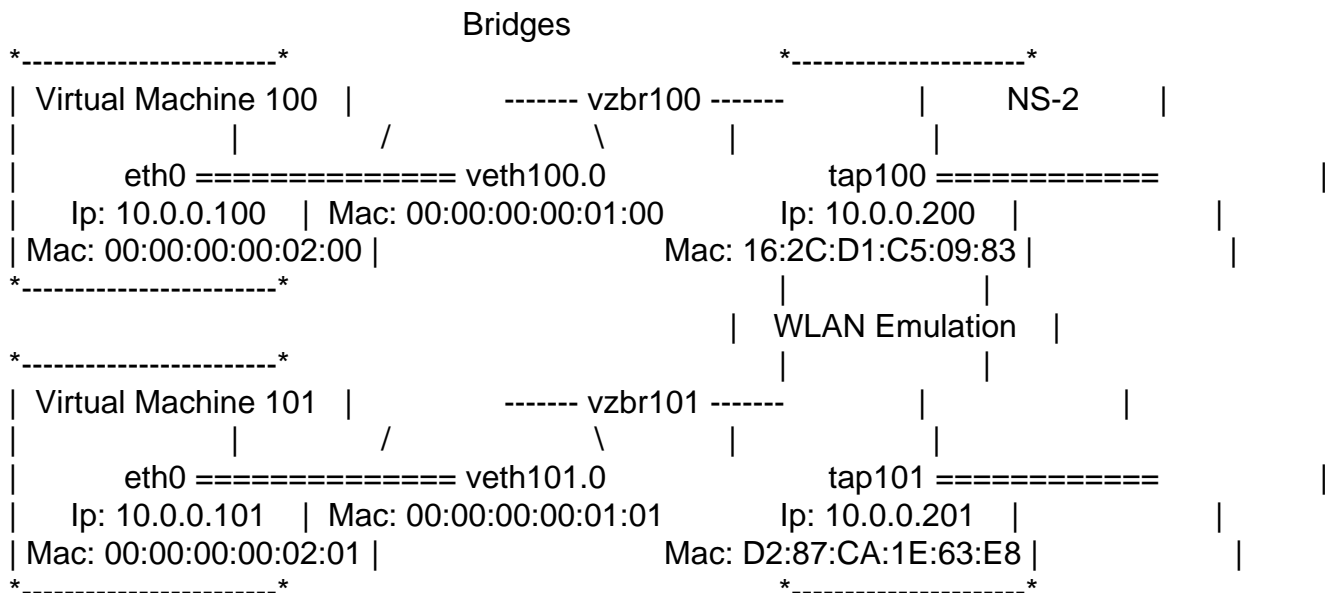 Bridges
*------------------------* *----------------------*
| Virtual Machine 100 | ------- vzbr100 ------- | NS-2 |
| | / \ | |
| eth0 ============== veth100.0 tap100 ============ |
| Ip: 10.0.0.100 | Mac: 00:00:00:00:01:00 Ip: 10.0.0.200 | |
| Mac: 00:00:00:00:02:00 | Mac: 16:2C:D1:C5:09:83 | |
*------------------------* | |
| WLAN Emulation |
*------------------------* | |
| Virtual Machine 101 | ------- vzbr101 ------- | |
| | / \ | |
| eth0 ============== veth101.0 tap101 ============ |
| Ip: 10.0.0.101 | Mac: 00:00:00:00:01:01 Ip: 10.0.0.201 | |
| Mac: 00:00:00:00:02:01 | Mac: D2:87:CA:1E:63:E8 | |
*------------------------* *----------------------*